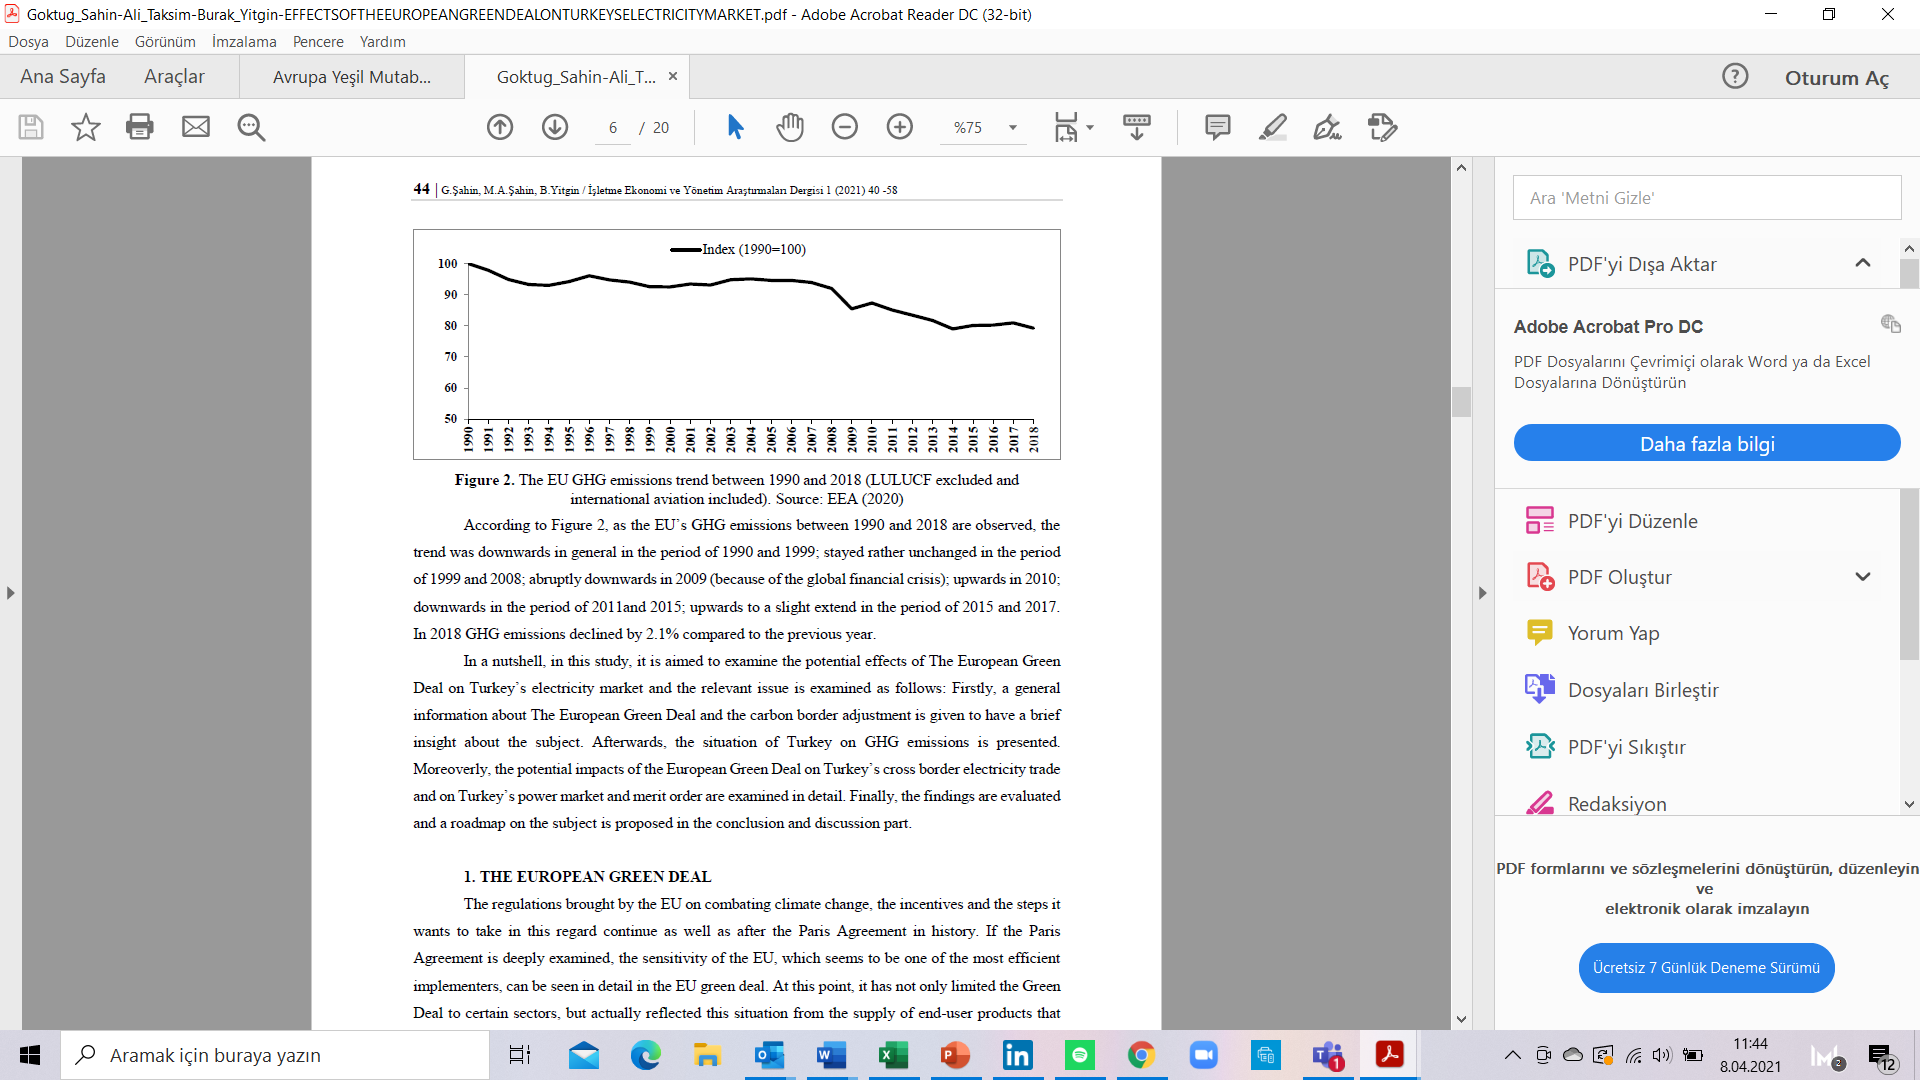 Goktug_Sahin-Ali_Taksim-Burak_Yitgin-EFFECTSOFTHEEUROPEANGREENDEALONTURKEYSELECTRICITYMARKET.pdf - Adobe Acrobat Reader DC (32-bit)
Dosya Düzenle Görünüm İmzalama Pencere Yardım
Ana Sayfa Araçlar Avrupa Yeşil Mutab... Goktug_Sahin-Ali_T... × Oturum Aç
6 / 20 %75
44 | G.Şahin, M.A.Şahin, B.Yitgin / İşletme Ekonomi ve Yönetim Araştırmaları Dergisi 1 (2021) 40 -58
Index (1990=100)
100
90
80
70
60
50
1990 1991 1992 1993 1994 1995 1996 1997 1998 1999 2000 2001 2002 2003 2004 2005 2006 2007 2008 2009 2010 2011 2012 2013 2014 2015 2016 2017 2018
Figure 2. The EU GHG emissions trend between 1990 and 2018 (LULUCF excluded and
international aviation included). Source: EEA (2020)
According to Figure 2, as the EU's GHG emissions between 1990 and 2018 are observed, the
trend was downwards in general in the period of 1990 and 1999; stayed rather unchanged in the period
of 1999 and 2008; abruptly downwards in 2009 (because of the global financial crisis); upwards in 2010;
downwards in the period of 2011and 2015; upwards to a slight extend in the period of 2015 and 2017.
In 2018 GHG emissions declined by 2.1% compared to the previous year.
In a nutshell, in this study, it is aimed to examine the potential effects of The European Green
Deal on Turkey's electricity market and the relevant issue is examined as follows: Firstly, a general
information about The European Green Deal and the carbon border adjustment is given to have a brief
insight about the subject. Afterwards, the situation of Turkey on GHG emissions is presented.
Moreoverly, the potential impacts of the European Green Deal on Turkey's cross border electricity trade
and on Turkey's power market and merit order are examined in detail. Finally, the findings are evaluated
and a roadmap on the subject is proposed in the conclusion and discussion part.
1. THE EUROPEAN GREEN DEAL
The regulations brought by the EU on combating climate change, the incentives and the steps it
wants to take in this regard continue as well as after the Paris Agreement in history. If the Paris
Agreement is deeply examined, the sensitivity of the EU, which seems to be one of the most efficient
implementers, can be seen in detail in the EU green deal. At this point, it has not only limited the Green
Deal to certain sectors, but actually reflected this situation from the supply of end-user products that
Ara 'Metni Gizle'
PDF'yi Dışa Aktar
Adobe Acrobat Pro DC
PDF Dosyalarını Çevrimiçi olarak Word ya da Excel
Dosyalarına Dönüştürün
Daha fazla bilgi
PDF'yi Düzenle
PDF Oluştur
Yorum Yap
Dosyaları Birleştir
PDF'yi Sıkıştır
Redaksiyon
PDF formlarını ve sözleşmelerini dönüştürün, düzenleyin
ve
elektronik olarak imzalayın
Ücretsiz 7 Günlük Deneme Sürümü
Aramak için buraya yazın
11:44
8.04.2021
1
2
12